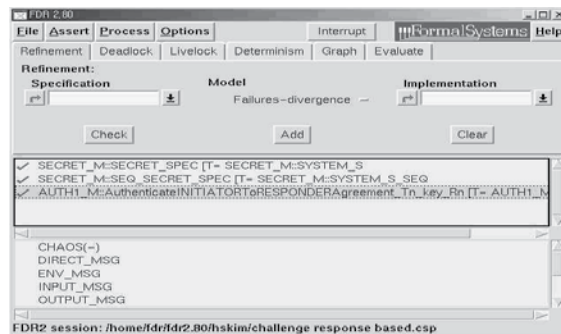 FDR 2.80
File Assert Process Options Interrupt FormalSystems Help
Refinement Deadlock Livelock Determinism Graph Evaluate
Refinement:
Specification Model Implementation
Failures-divergence
Check Add Clear
SECRET_M::SECRET_SPEC [T= SECRET_M::SYSTEM_S
SECRET_M::SEQ_SECRET_SPEC [T= SECRET_M::SYSTEM_S_SEQ
AUTH1_M::AuthenticateINITIATORToRESPONDERAgreement_Tn_key_Rn [T= AUTH1_M
CHAOS(-)
DIRECT_MSG
ENV_MSG
INPUT_MSG
OUTPUT_MSG
FDR2 session: /home/fdr/fdr2.80/hskim/challenge response based.csp